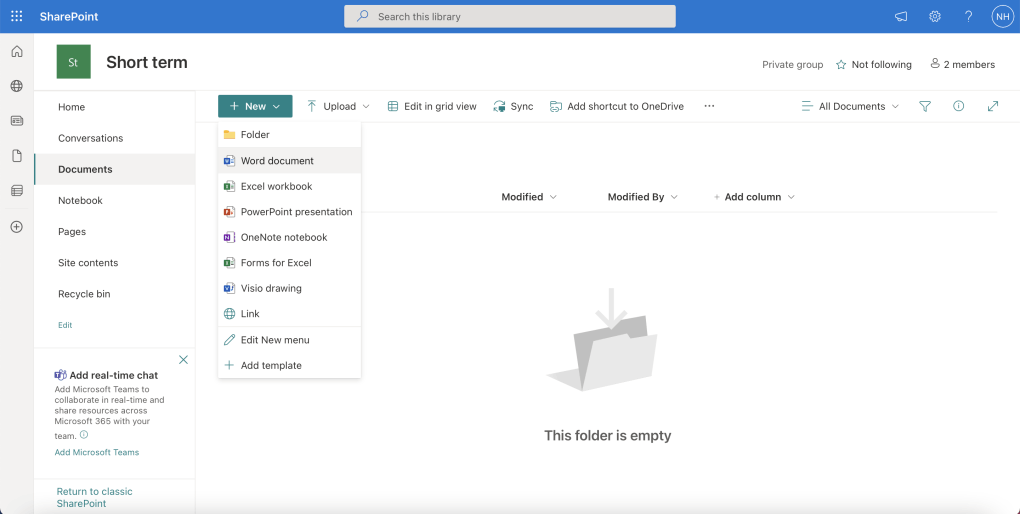 SharePoint
Search this library
?
NH
St
Short term
Private group
Not following
2 members
Home
Conversations
Documents
Notebook
Pages
Site contents
Recycle bin
Edit
Add real-time chat
Add Microsoft Teams to
collaborate in real-time and
share resources across
Microsoft 365 with your
team.
Add Microsoft Teams
Return to classic
SharePoint
+ New
Upload
Edit in grid view
Sync
Add shortcut to OneDrive
...
All Documents
Folder
Word document
Excel workbook
PowerPoint presentation
OneNote notebook
Forms for Excel
Visio drawing
Link
Edit New menu
+ Add template
Modified
Modified By
+ Add column
This folder is empty